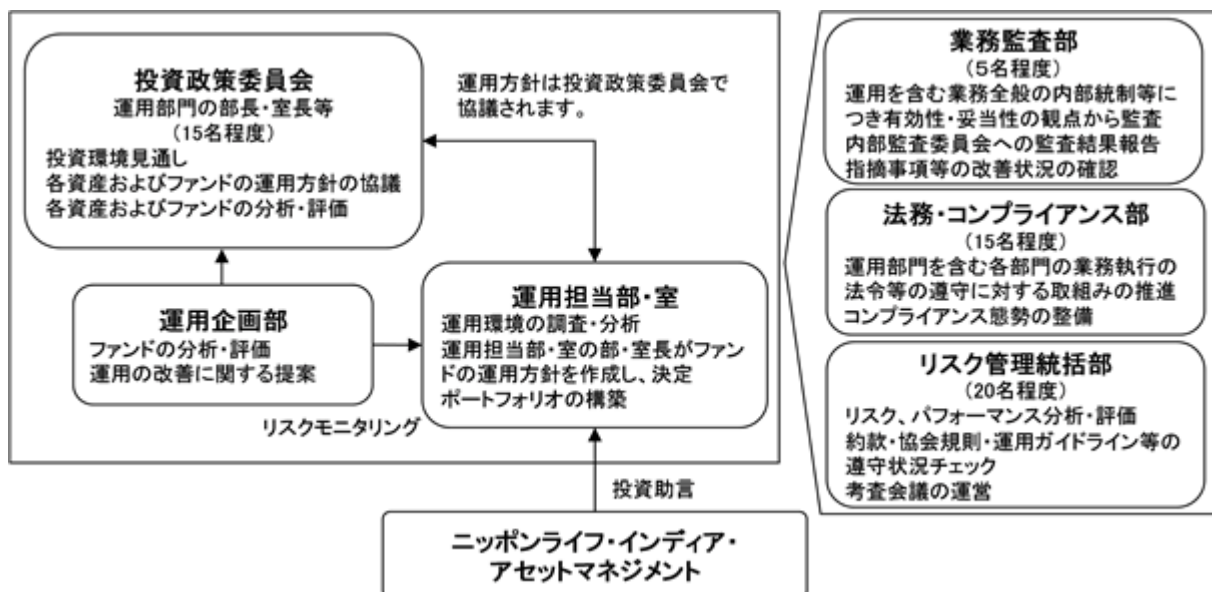 投資政策委員会
運用部門の部長・室長等
（15名程度）
投資環境見通し
各資産およびファンドの運用方針の協議
各資産およびファンドの分析・評価
運用方針は投資政策委員会で
協議されます。
運用企画部
ファンドの分析・評価
運用の改善に関する提案
リスクモニタリング
運用担当部・室
運用環境の調査・分析
運用担当部・室の部・室長がファン
ドの運用方針を作成し、決定
ポートフォリオの構築
投資助言
ニッポンライフ・インディア・
アセットマネジメント
業務監査部
（5名程度）
運用を含む業務全般の内部統制等に
つき有効性・妥当性の観点から監査
内部監査委員会への監査結果報告
指摘事項等の改善状況の確認
法務・コンプライアンス部
（15名程度）
運用部門を含む各部門の業務執行の
法令等の遵守に対する取組みの推進
コンプライアンス態勢の整備
リスク管理統括部
（20名程度）
リスク、パフォーマンス分析・評価
約款・協会規則・運用ガイドライン等の
遵守状況チェック
考査会議の運営